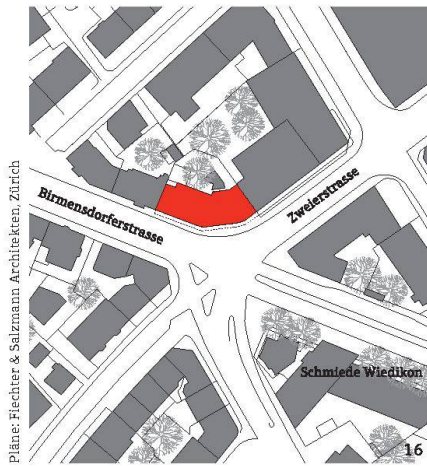 Birmensdorferstrasse
Zweierstrasse
Schmiede Wiedikon
16
Pläne: Fiechter & Salzmann Architekten, Zürich